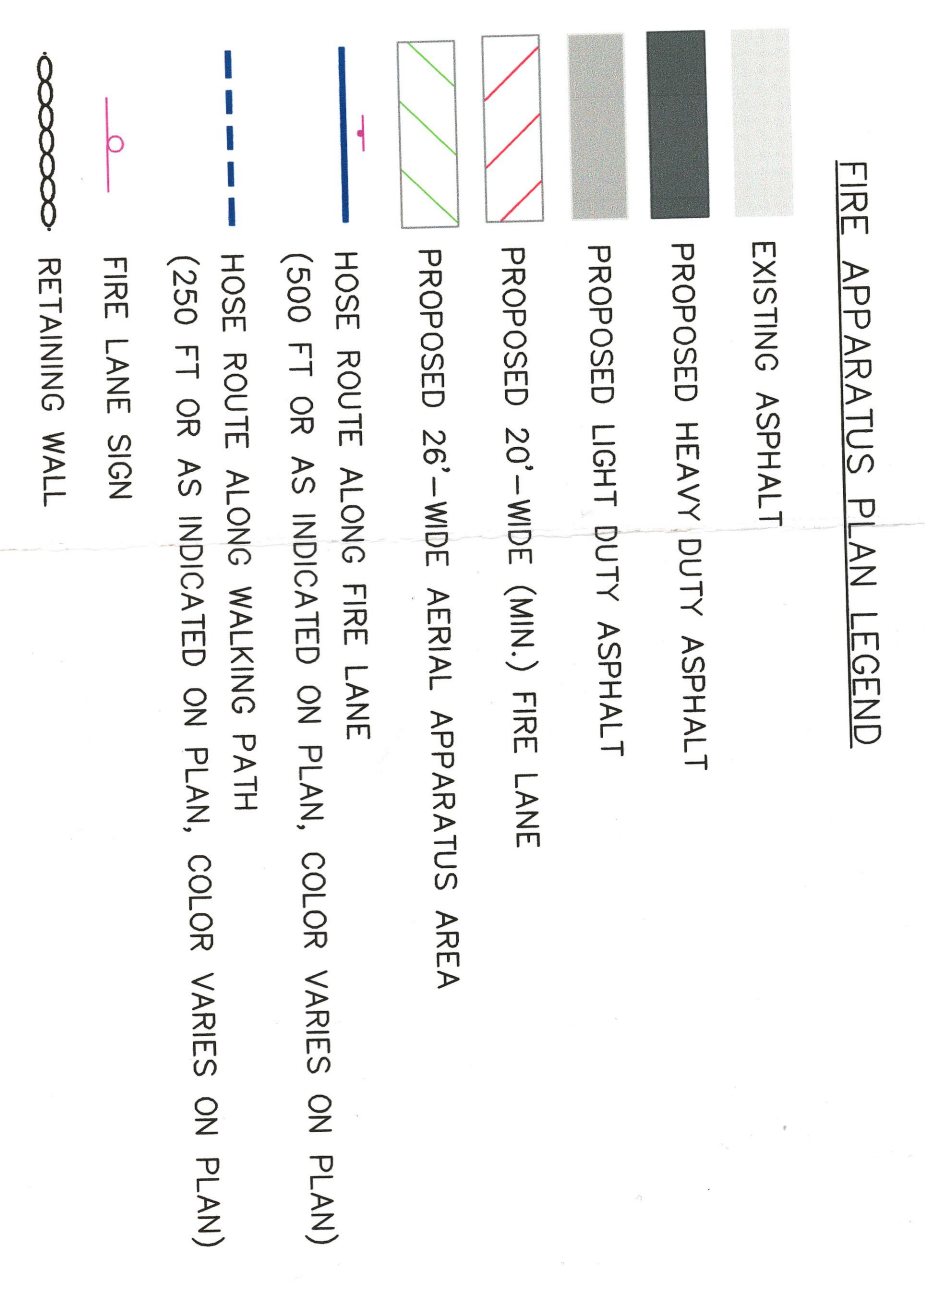 FIRE APPARATUS PLAN LEGEND
EXISTING ASPHALT
PROPOSED HEAVY DUTY ASPHALT
PROPOSED LIGHT DUTY ASPHALT
PROPOSED 20'-WIDE (MIN.) FIRE LANE
PROPOSED 26'-WIDE AERIAL APPARATUS AREA
HOSE ROUTE ALONG FIRE LANE
(500 FT OR AS INDICATED ON PLAN, COLOR VARIES ON PLAN)
HOSE ROUTE ALONG WALKING PATH
(250 FT OR AS INDICATED ON PLAN, COLOR VARIES ON PLAN)
FIRE LANE SIGN
RETAINING WALL